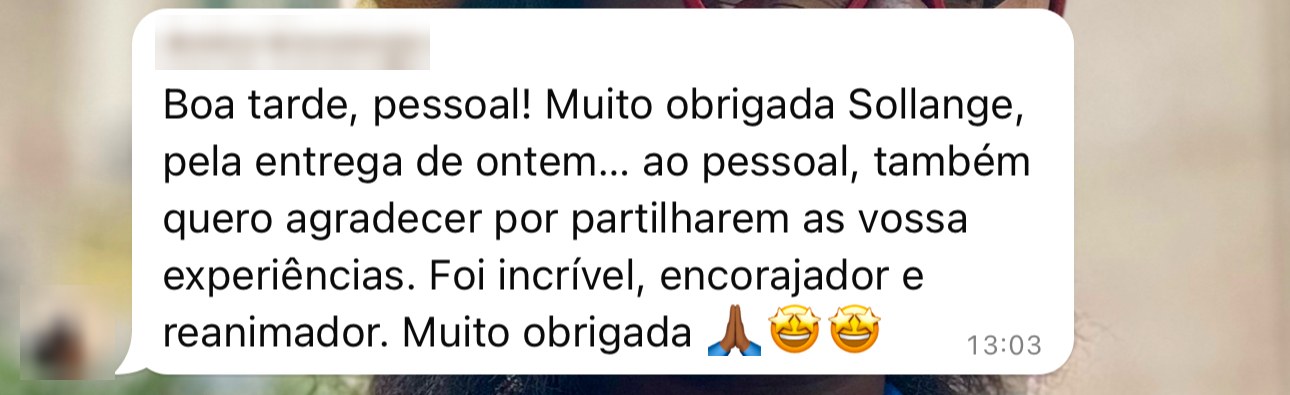 Boa tarde, pessoal! Muito obrigada Sollange,
pela entrega de ontem... ao pessoal, também
quero agradecer por partilharem as vossa
experiências. Foi incrível, encorajador e
reanimador. Muito obrigada 🙏🏾🤩🤩
13:03